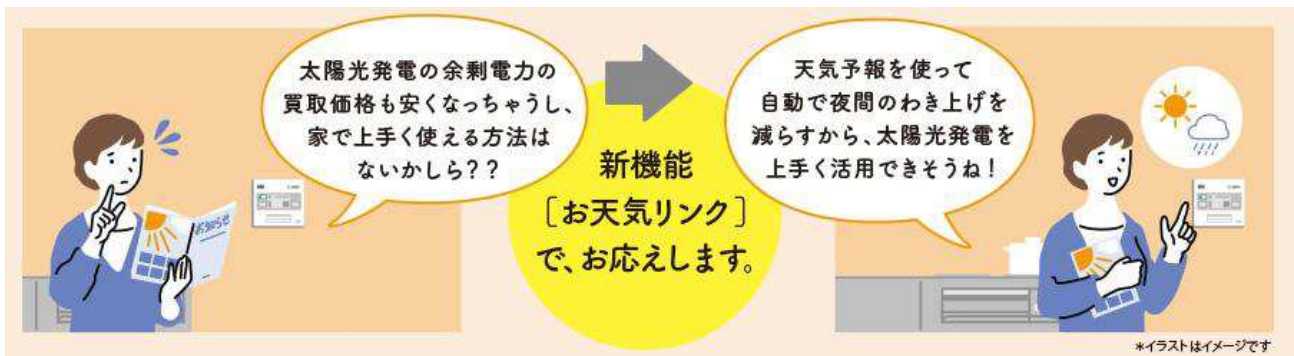 太陽光発電の余剰電力の
買取価格も安くなっちゃうし、
家で上手く使える方法は
ないかしら??
お知らせ
新機能
[お天気リンク]
で、お応えします。
天気予報を使って
自動で夜間のわき上げを
減らすから、太陽光発電を
上手く活用できそうね!
*イラストはイメージです